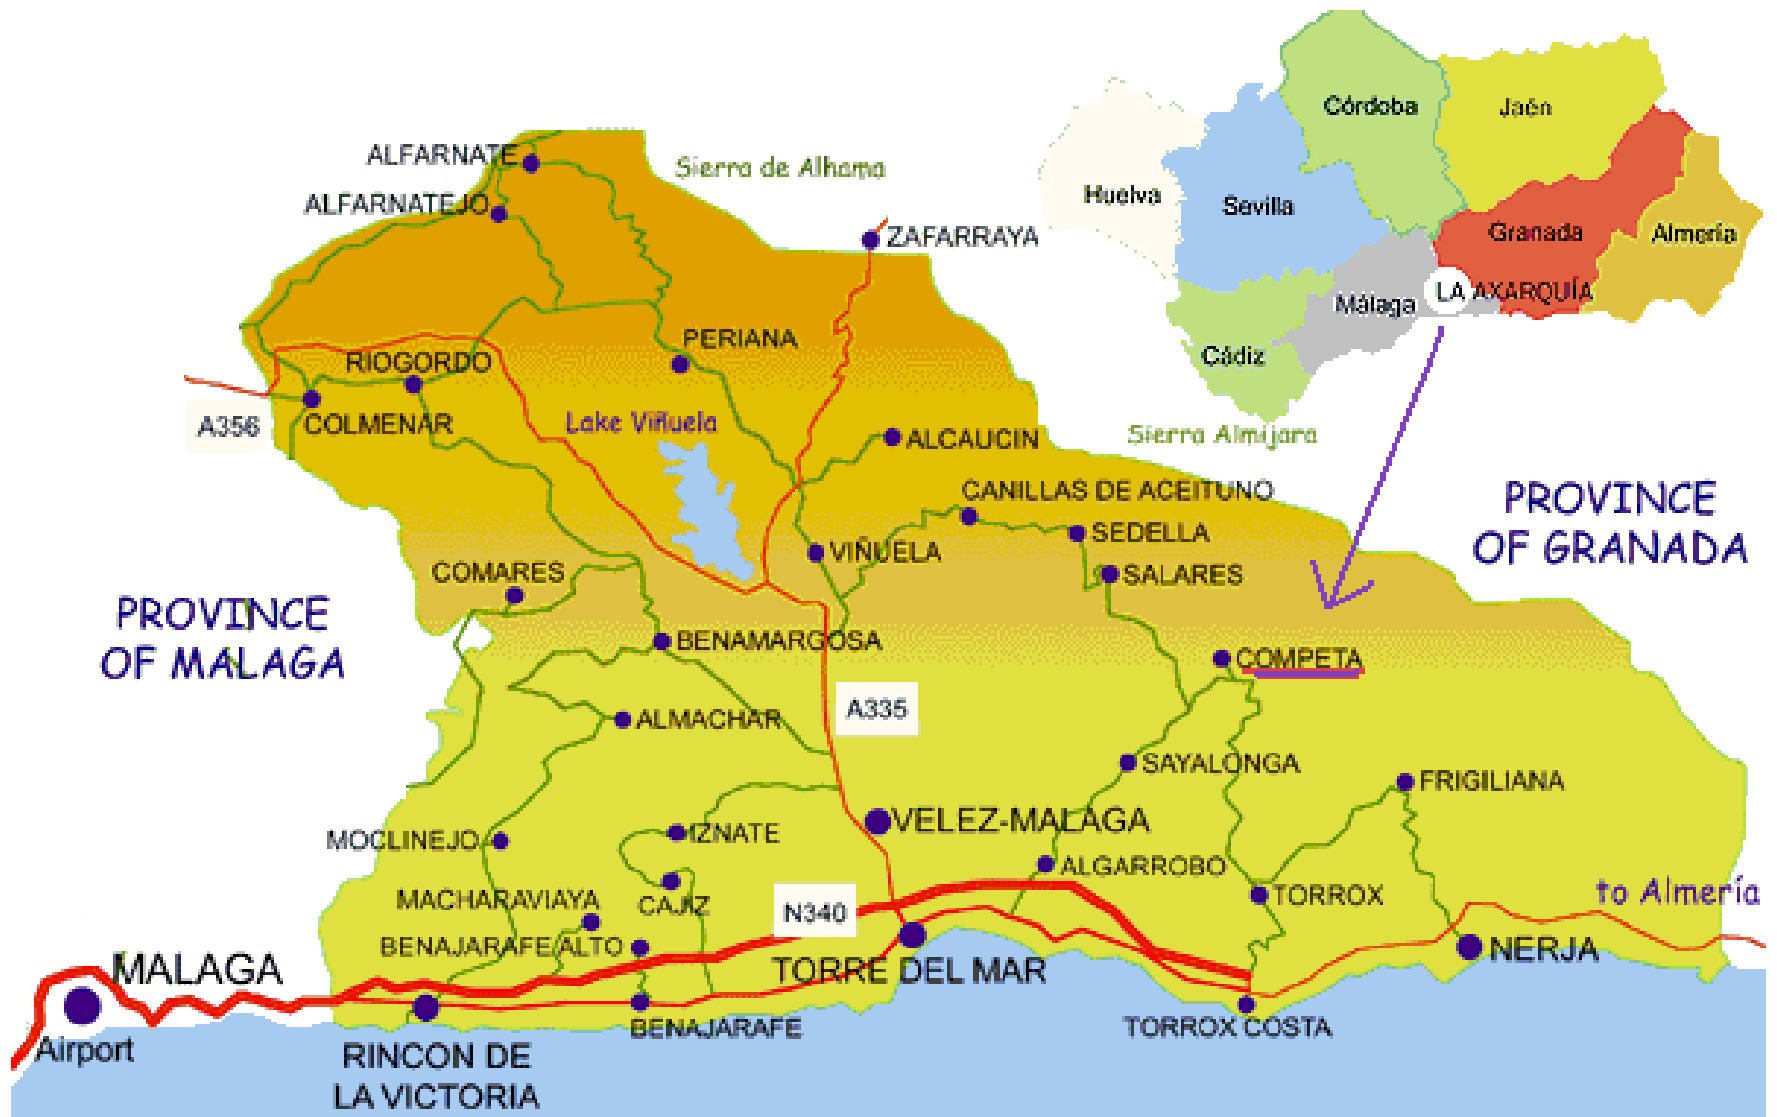 ALFARNATE
Sierra de Alhama
ALFARNATEJO
ZAFARRAYA
Córdoba
Jaén
Huelva
Sevilla
Granada
Almería
LA AXARQUÍA
Málaga
Cádiz
PERIANA
RIOGORDO
A356
COLMENAR
Lake Viñuela
ALCAUCIN
Sierra Almijara
CANILLAS DE ACEITUNO
PROVINCE
OF GRANADA
SEDELLA
VIÑUELA
SALARES
COMARES
PROVINCE
OF MALAGA
BENAMARGOSA
COMPETA
A335
ALMACHAR
SAYALONGA
FRIGILIANA
VELEZ-MALAGA
IZNATE
MOCLINEJO
ALGARROBO
TORROX
to Almería
MACHARAVIAYA
CAJIZ
N340
BENAJARAFE ALTO
NERJA
MALAGA
TORRE DEL MAR
Airport
BENAJARAFE
TORROX COSTA
RINCON DE
LA VICTORIA